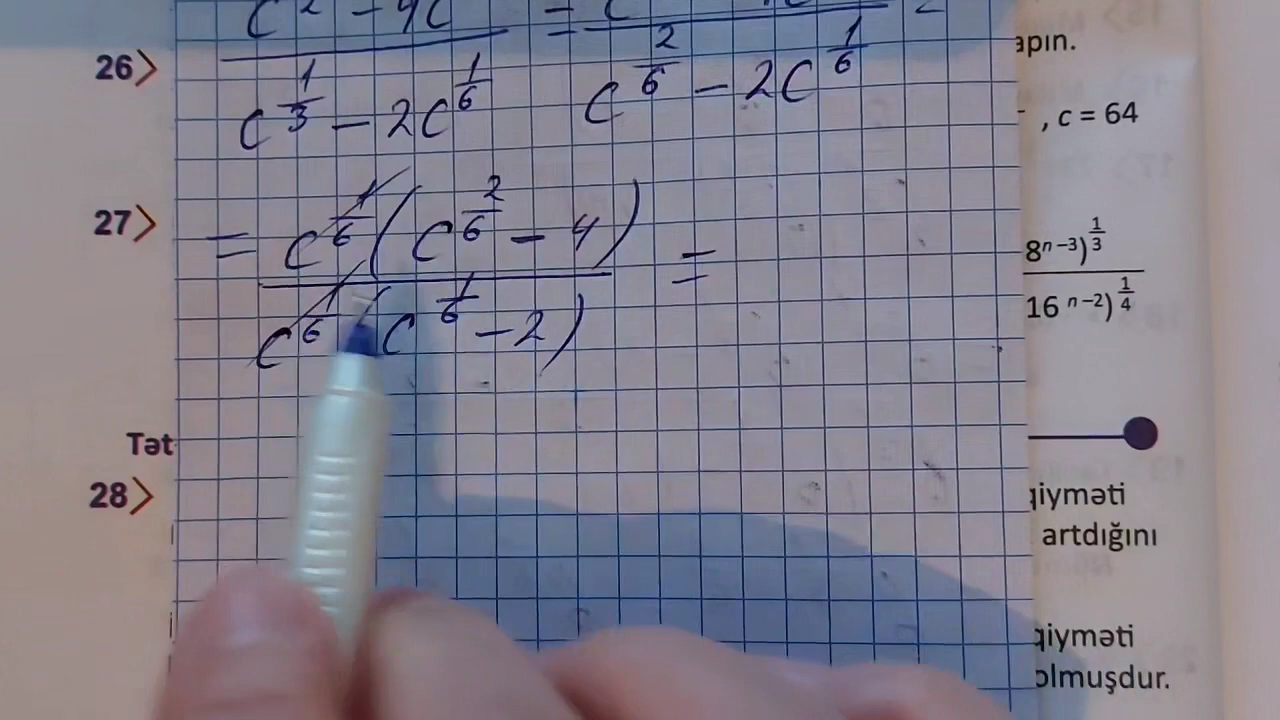 26>
c² − 4c = c
c^{1/3} − 2c^{1/6} c^{2/6} − 2c^{1/6}
apın.
, c = 64
27>
= c^{1/6}(c^{2/6} − 4) =
c^{1/6}(c^{1/6} − 2)
8^{n−3})^{1/3}
16^{n−2})^{1/4}
Tət
28>
qiyməti
artdığını
qiyməti
olmuşdur.